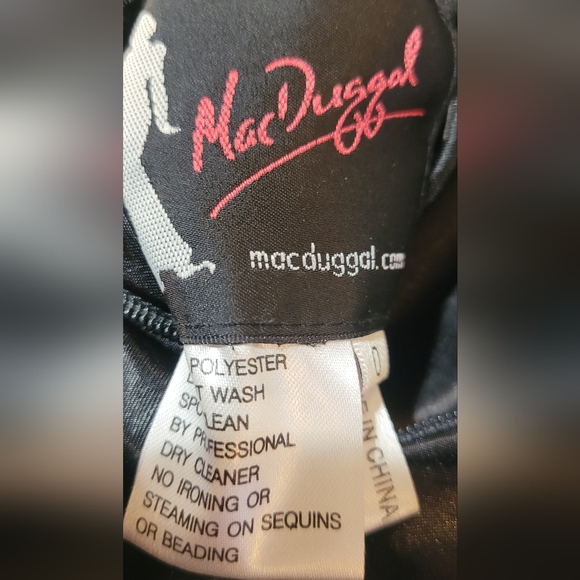 MacDuggal
macduggal.com
POLYESTER
WASH
BY PROFESSIONAL
DRY CLEANER
NO IRONING OR
STEAMING ON SEQUINS
OR BEADING
0
IN CHINA